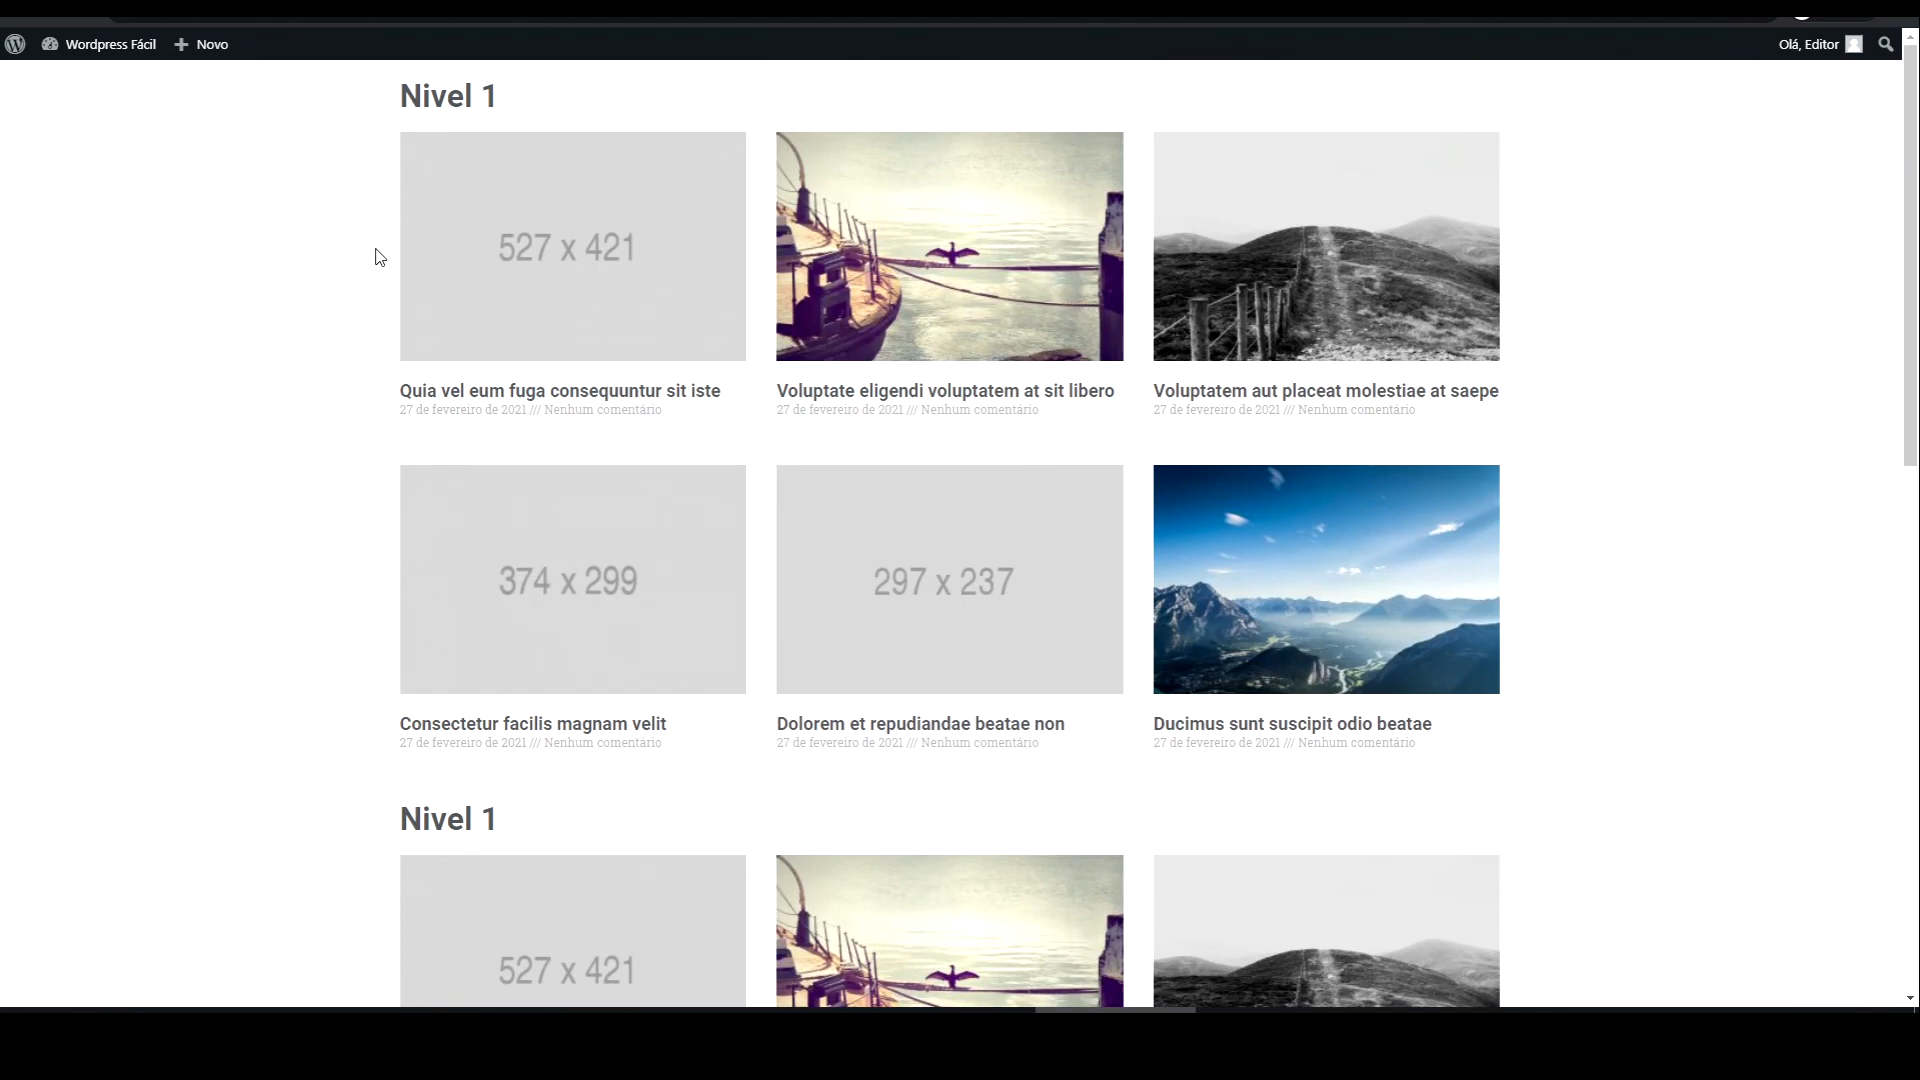 Wordpress Fácil
Novo
Olá, Editor
Nivel 1
527 x 421
Quia vel eum fuga consequuntur sit iste
27 de fevereiro de 2021 /// Nenhum comentário
Voluptate eligendi voluptatem at sit libero
27 de fevereiro de 2021 /// Nenhum comentário
Voluptatem aut placeat molestiae at saepe
27 de fevereiro de 2021 /// Nenhum comentário
374 x 299
297 x 237
Consectetur facilis magnam velit
27 de fevereiro de 2021 /// Nenhum comentário
Dolorem et repudiandae beatae non
27 de fevereiro de 2021 /// Nenhum comentário
Ducimus sunt suscipit odio beatae
27 de fevereiro de 2021 /// Nenhum comentário
Nivel 1
527 x 421